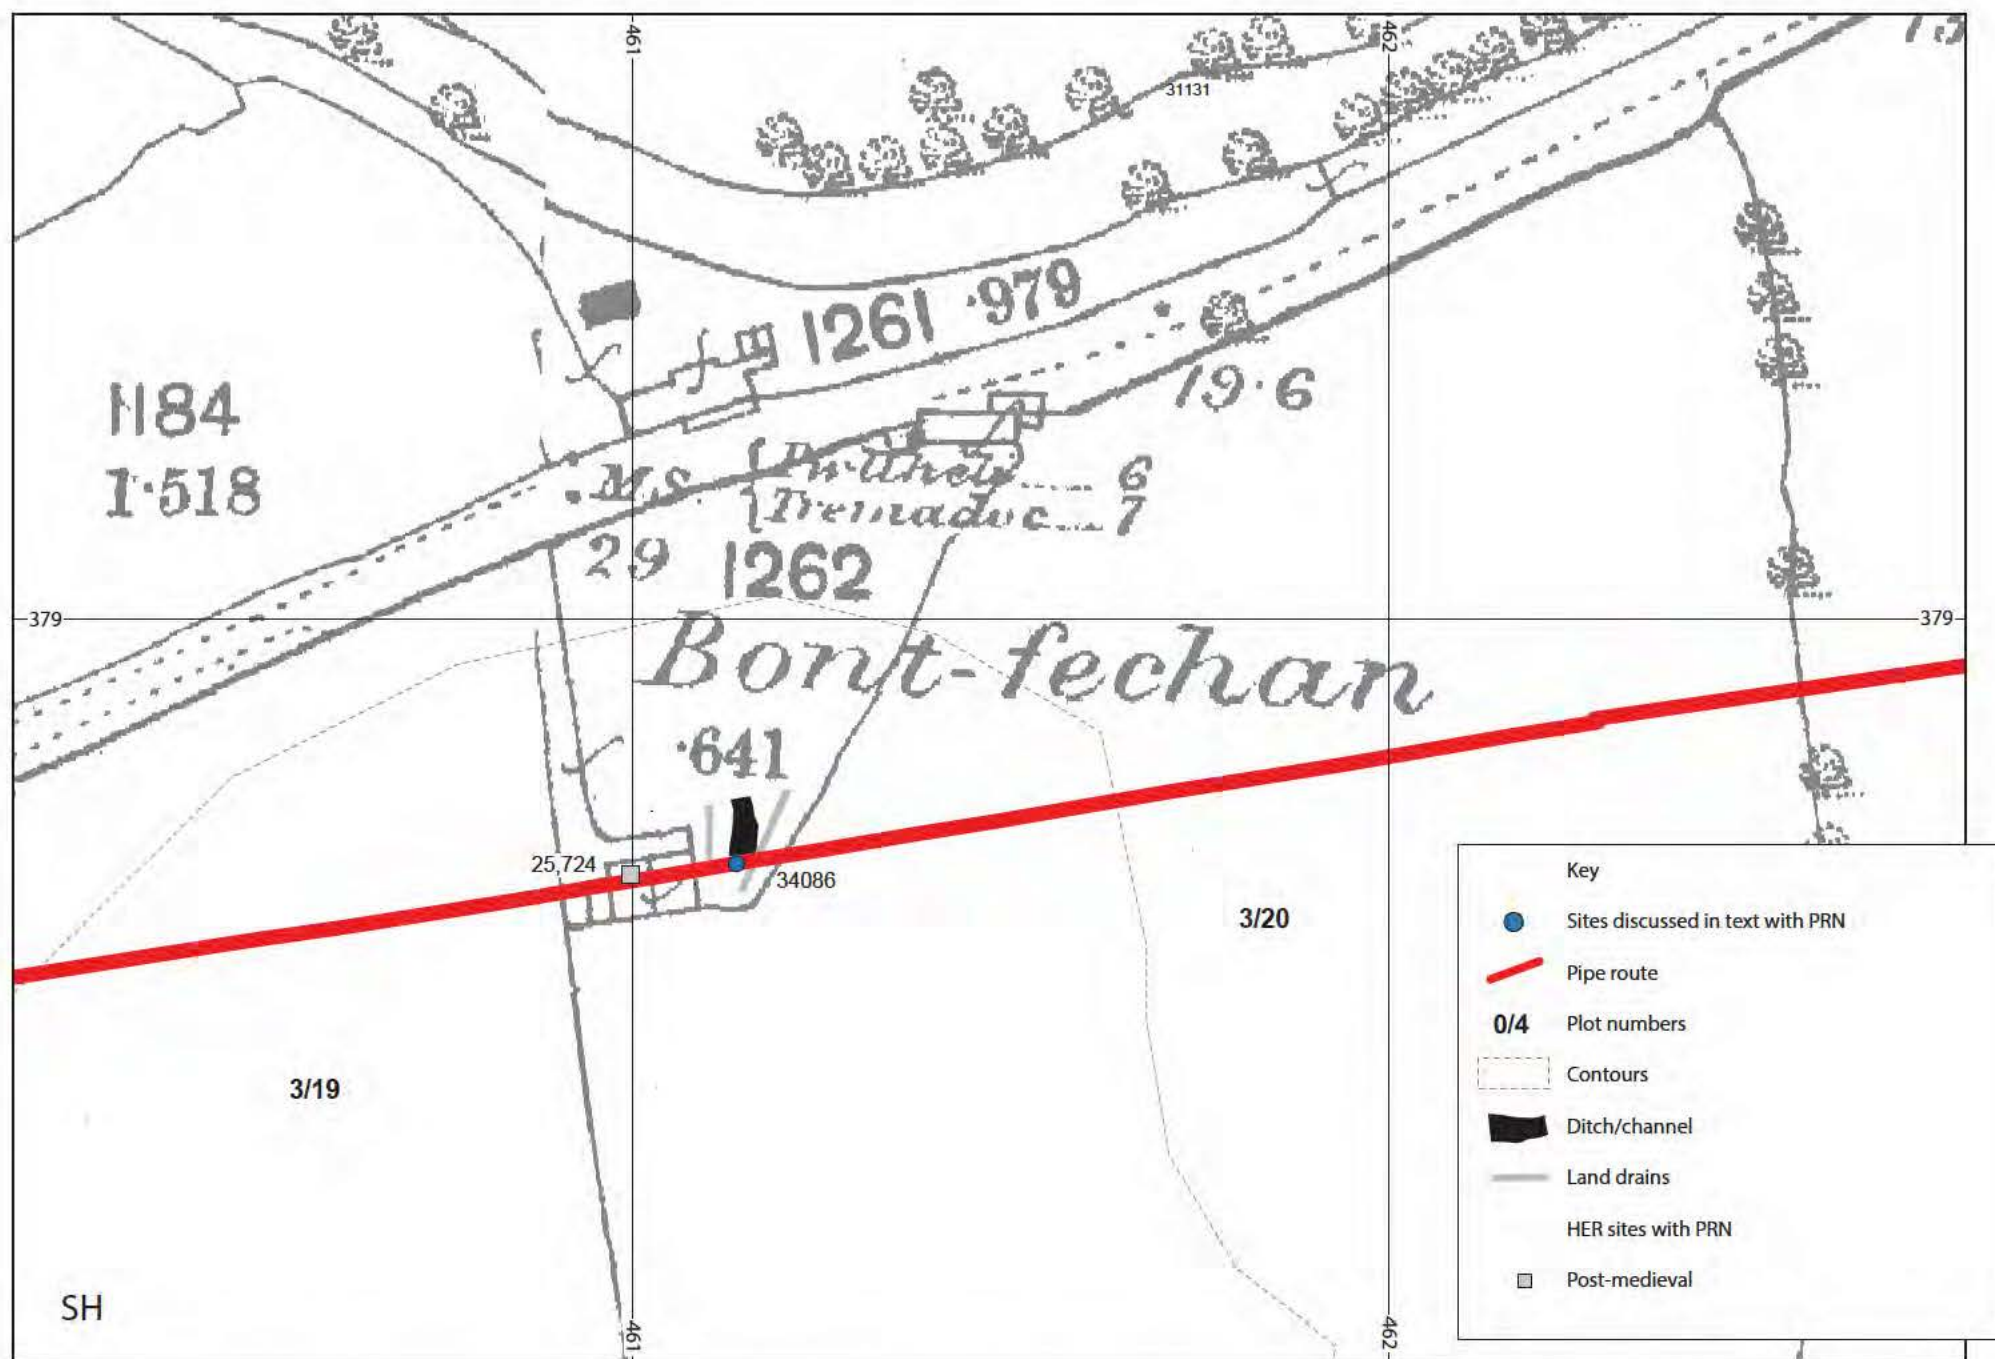 461
462
31131
1261 .979
1184
1.518
19.6
M.S.
Pwllheli ...... 6
Tremadoc ...... 7
29
1262
379
379
Bont-fechan
.641
25,724
34086
3/20
3/19
SH
461
462
Key
Sites discussed in text with PRN
Pipe route
0/4 Plot numbers
Contours
Ditch/channel
Land drains
HER sites with PRN
Post-medieval